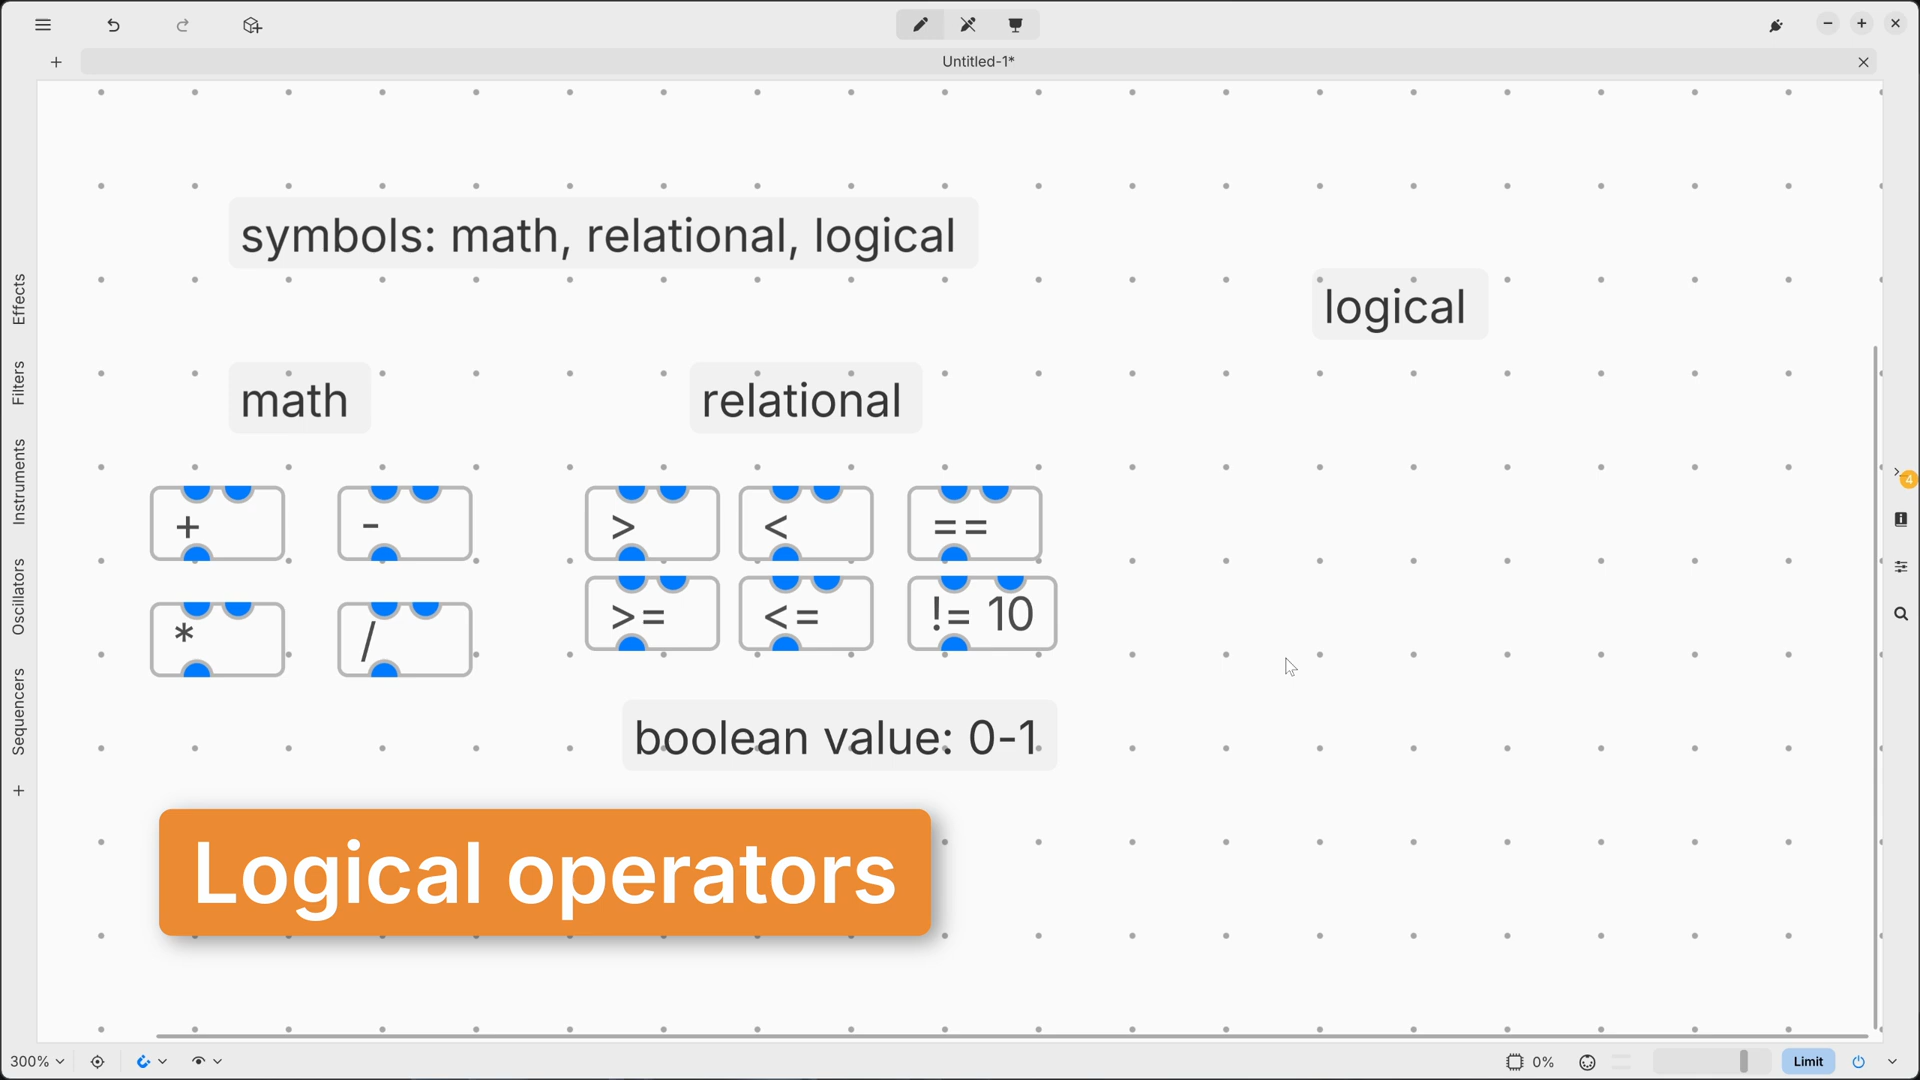 Untitled-1*
symbols: math, relational, logical
logical
math
relational
+
-
>
<
==
*
/
>=
<=
!= 10
boolean value: 0-1
Logical operators
Effects
Filters
Instruments
Oscillators
Sequencers
4
300%
0%
Limit